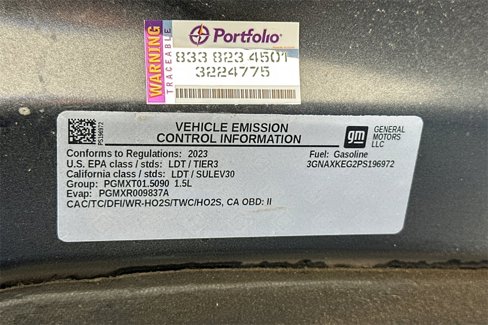 WARNING
TRACEABLE
Portfolio
833 823 4501
3224775
PS196972
VEHICLE EMISSION
CONTROL INFORMATION
gm
GENERAL
MOTORS
LLC
Conforms to Regulations: 2023
Fuel: Gasoline
U.S. EPA class / stds: LDT / TIER3
3GNAXKEG2PS196972
California class / stds: LDT / SULEV30
Group: PGMXT01.5090 1.5L
Evap: PGMXR009837A
CAC/TC/DFI/WR-HO2S/TWC/HO2S, CA OBD: II